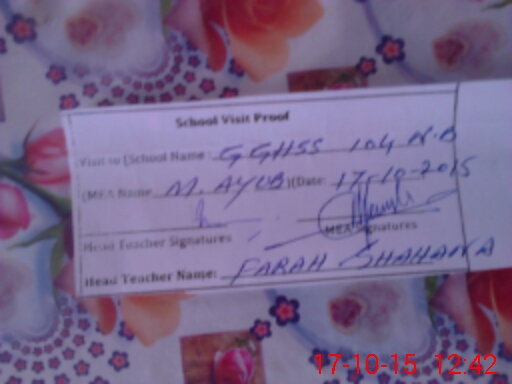 School Visit Proof
Visit to (School Name: GGHSS 104 N.B
(MEA Name M. AYUB)(Date: 17-10-2015
Head Teacher Signatures MEA Signatures
Head Teacher Name: FARAH SHAHANA
17-10-15 12:42